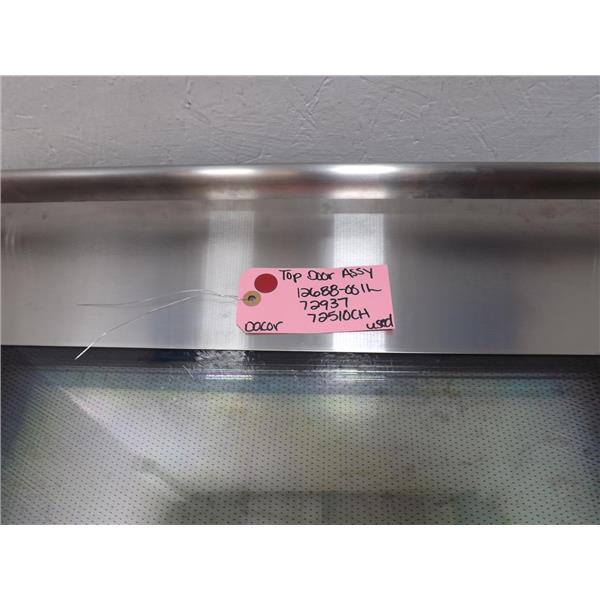 Top Door Assy
12688-001L
72937
72510CH
Dacor used